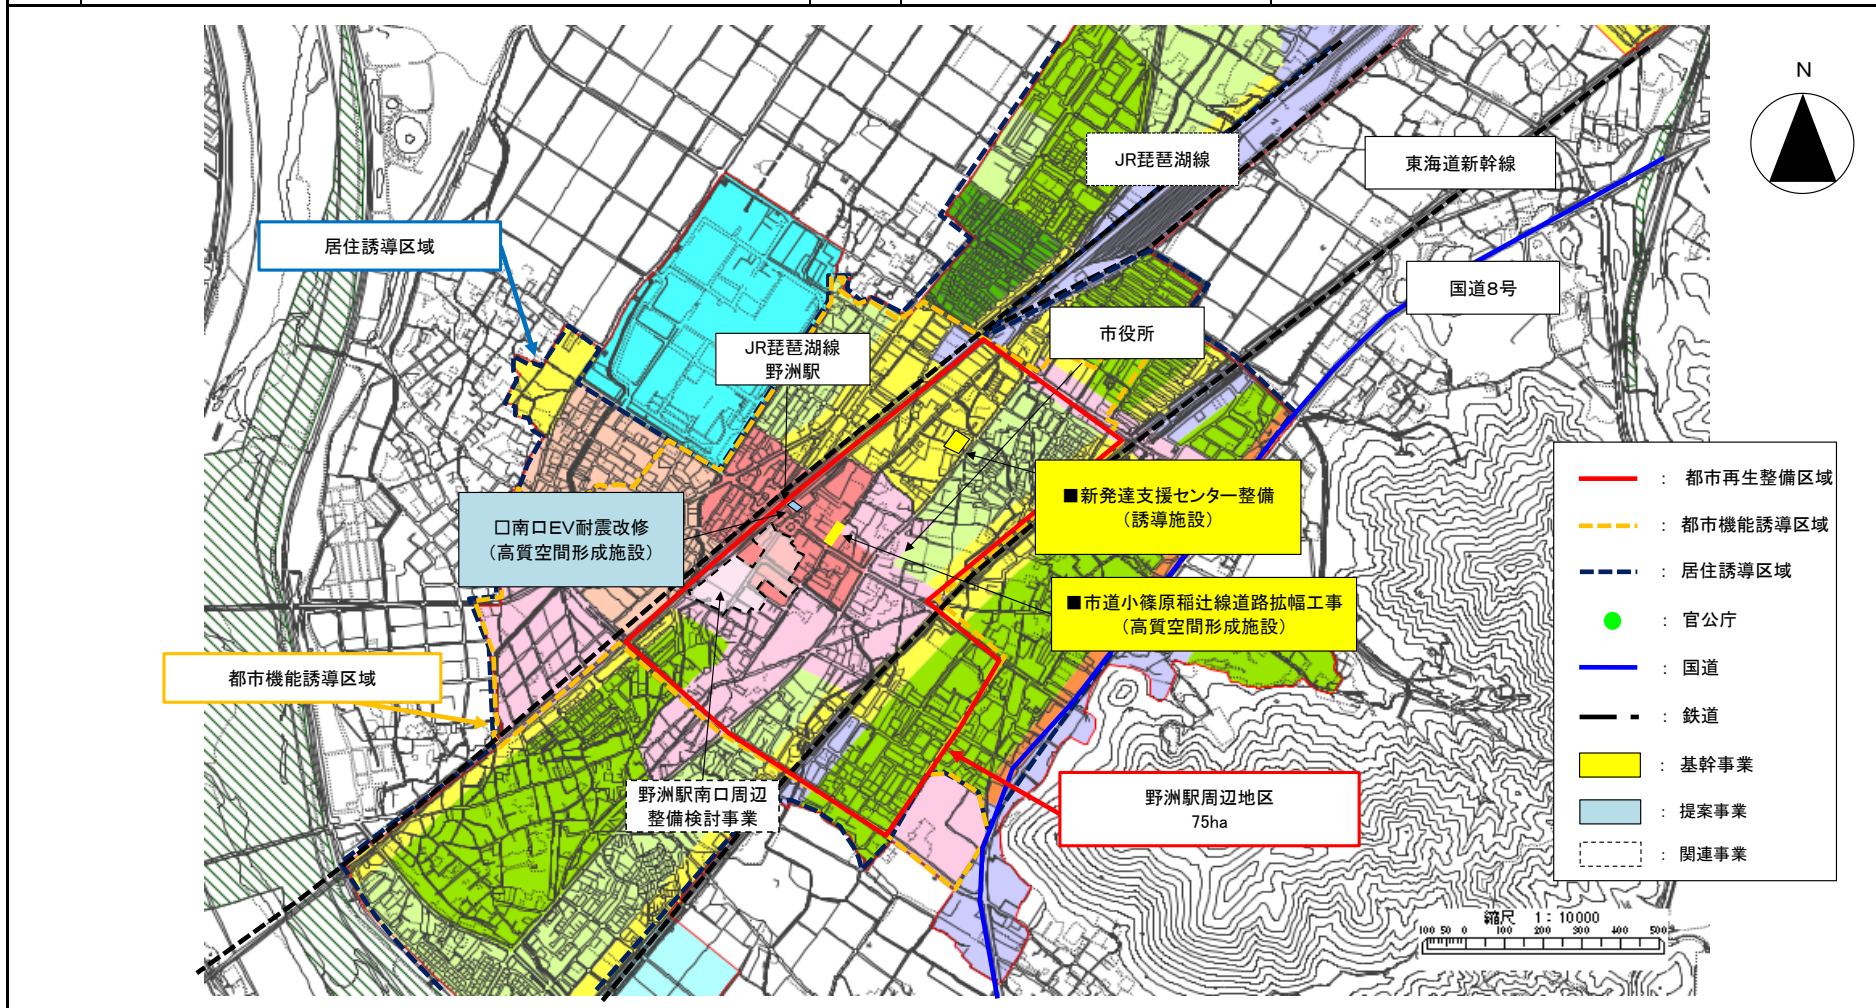 N
JR琵琶湖線
東海道新幹線
居住誘導区域
国道8号
市役所
JR琵琶湖線
野洲駅
■新発達支援センター整備
（誘導施設）
□南口EV耐震改修
（高質空間形成施設）
■市道小篠原稲辻線道路拡幅工事
（高質空間形成施設）
都市機能誘導区域
野洲駅南口周辺
整備検討事業
野洲駅周辺地区
75ha
： 都市再生整備区域
： 都市機能誘導区域
： 居住誘導区域
： 官公庁
： 国道
： 鉄道
： 基幹事業
： 提案事業
： 関連事業
縮尺 1：10000
100 50 0 100 200 300 400 500